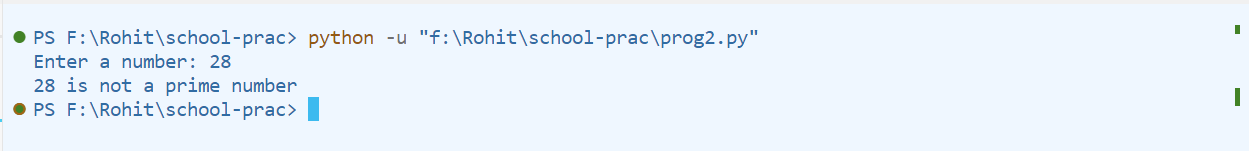 PS F:\Rohit\school-prac> python -u "f:\Rohit\school-prac\prog2.py"
Enter a number: 28
28 is not a prime number
PS F:\Rohit\school-prac>